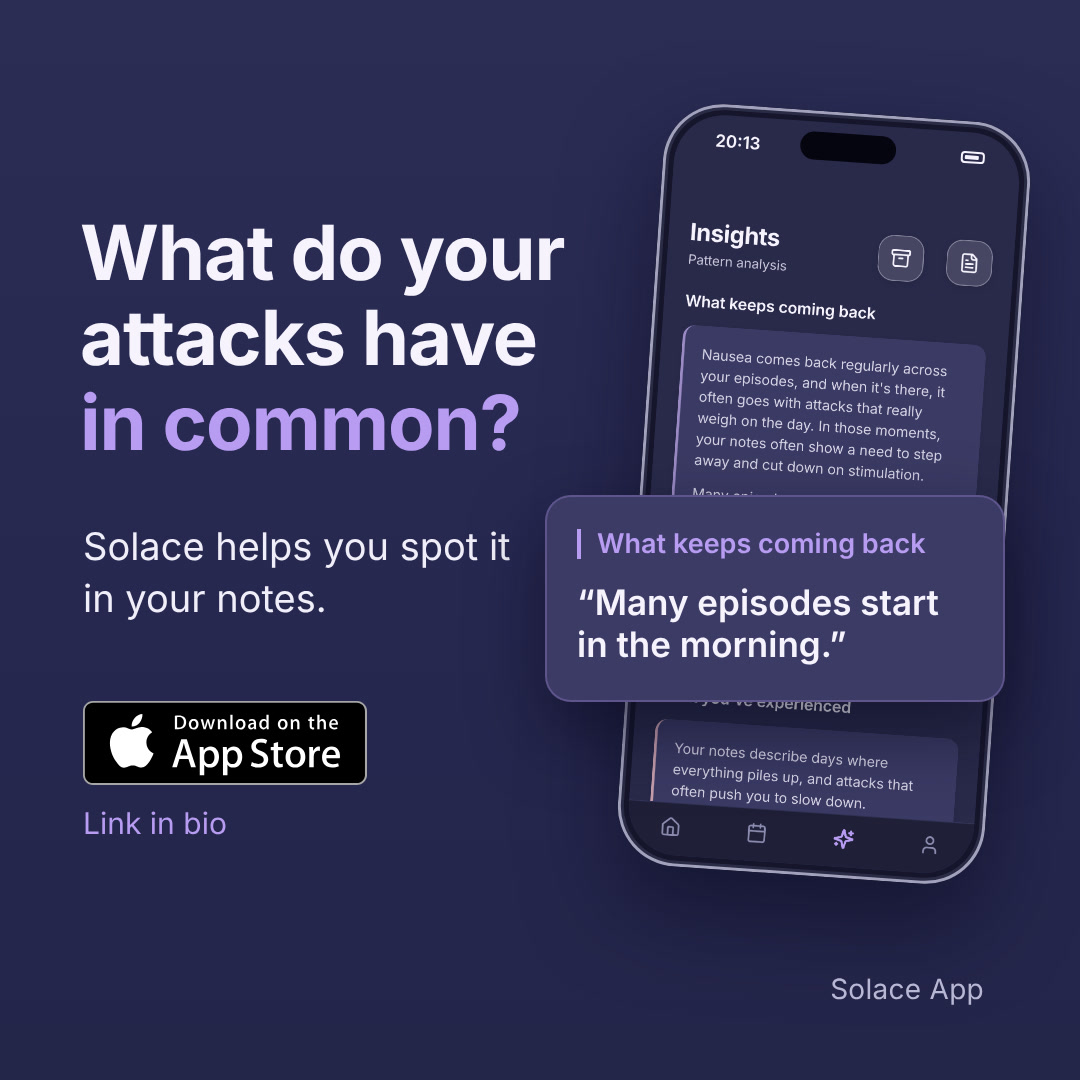 What do your
attacks have
in common?
Solace helps you spot it
in your notes.
Download on the
App Store
Link in bio
20:13
Insights
Pattern analysis
What keeps coming back
Nausea comes back regularly across
your episodes, and when it's there, it
often goes with attacks that really
weigh on the day. In those moments,
your notes often show a need to step
away and cut down on stimulation.
Many
What keeps coming back
“Many episodes start
in the morning.”
you've experienced
Your notes describe days where
everything piles up, and attacks that
often push you to slow down.
Solace App